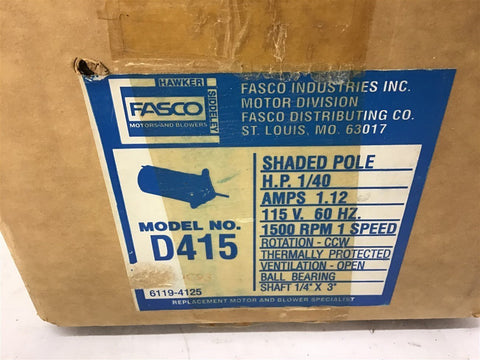 HAWKER
SIDDELEY
FASCO
MOTORS AND BLOWERS
FASCO INDUSTRIES INC.
MOTOR DIVISION
FASCO DISTRIBUTING CO.
ST. LOUIS, MO. 63017
MODEL NO.
D415
6119-4125
SHADED POLE
H.P. 1/40
AMPS 1.12
115 V. 60 HZ.
1500 RPM 1 SPEED
ROTATION - CCW
THERMALLY PROTECTED
VENTILATION - OPEN
BALL BEARING
SHAFT 1/4" X 3"
REPLACEMENT MOTOR AND BLOWER SPECIALIST